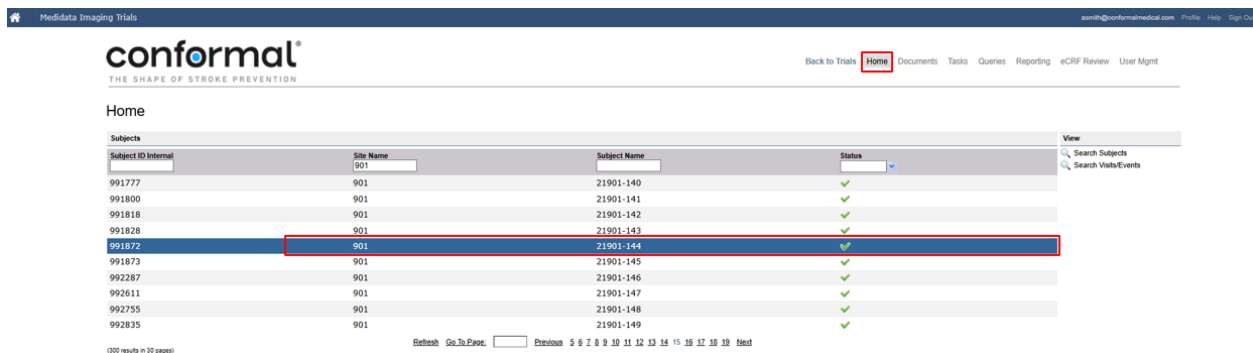 Medidata Imaging Trials
asmith@conformalmedical.com Profile Help Sign Ou
conformal®
THE SHAPE OF STROKE PREVENTION
Back to Trials Home Documents Tasks Queries Reporting eCRF Review User Mgmt
Home
Subjects
View
Subject ID Internal Site Name Subject Name Status
901
Search Subjects
Search Visits/Events
991777 901 21901-140
991800 901 21901-141
991818 901 21901-142
991828 901 21901-143
991872 901 21901-144
991873 901 21901-145
992287 901 21901-146
992611 901 21901-147
992755 901 21901-148
992835 901 21901-149
Refresh Go To Page: Previous 5 6 7 8 9 10 11 12 13 14 15 16 17 18 19 Next
(300 results in 30 pages)